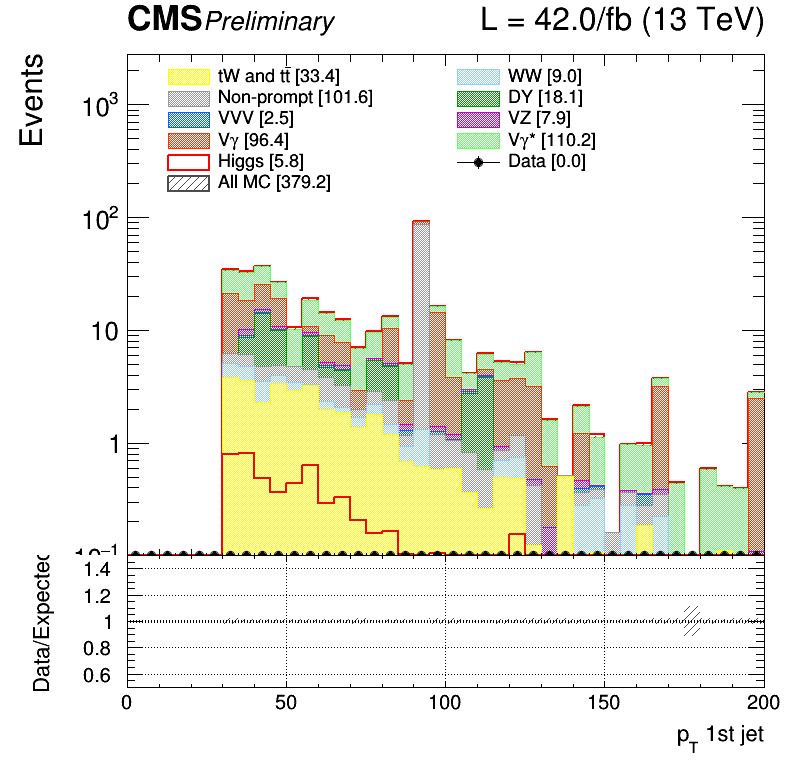 CMS Preliminary L = 42.0/fb (13 TeV)
Events
tW and tt̄ [33.4]
Non-prompt [101.6]
VVV [2.5]
Vγ [96.4]
Higgs [5.8]
All MC [379.2]
WW [9.0]
DY [18.1]
VZ [7.9]
Vγ* [110.2]
Data [0.0]
10³
10²
10
1
10⁻¹
Data/Expected
1.4
1.2
1
0.8
0.6
0 50 100 150 200
p_T 1st jet